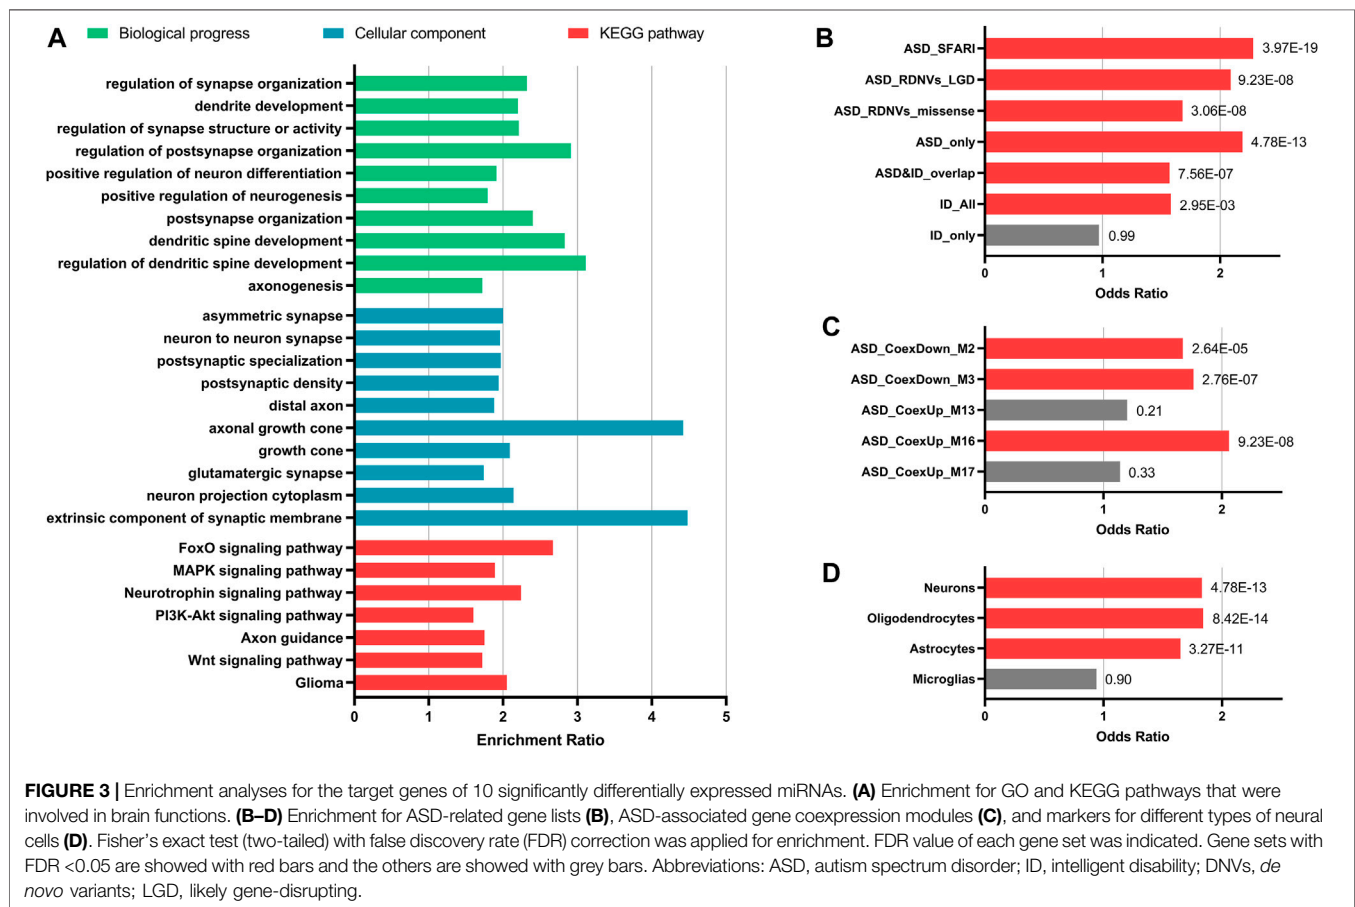 A
Biological progress
Cellular component
KEGG pathway
regulation of synapse organization
dendrite development
regulation of synapse structure or activity
regulation of postsynapse organization
positive regulation of neuron differentiation
positive regulation of neurogenesis
postsynapse organization
dendritic spine development
regulation of dendritic spine development
axonogenesis
asymmetric synapse
neuron to neuron synapse
postsynaptic specialization
postsynaptic density
distal axon
axonal growth cone
growth cone
glutamatergic synapse
neuron projection cytoplasm
extrinsic component of synaptic membrane
FoxO signaling pathway
MAPK signaling pathway
Neurotrophin signaling pathway
PI3K-Akt signaling pathway
Axon guidance
Wnt signaling pathway
Glioma
0 1 2 3 4 5
Enrichment Ratio
B
ASD_SFARI 3.97E-19
ASD_RDNVs_LGD 9.23E-08
ASD_RDNVs_missense 3.06E-08
ASD_only 4.78E-13
ASD&ID_overlap 7.56E-07
ID_All 2.95E-03
ID_only 0.99
0 1 2
Odds Ratio
C
ASD_CoexDown_M2 2.64E-05
ASD_CoexDown_M3 2.76E-07
ASD_CoexUp_M13 0.21
ASD_CoexUp_M16 9.23E-08
ASD_CoexUp_M17 0.33
0 1 2
Odds Ratio
D
Neurons 4.78E-13
Oligodendrocytes 8.42E-14
Astrocytes 3.27E-11
Microglias 0.90
0 1 2
Odds Ratio
FIGURE 3 | Enrichment analyses for the target genes of 10 significantly differentially expressed miRNAs. (A) Enrichment for GO and KEGG pathways that were
involved in brain functions. (B–D) Enrichment for ASD-related gene lists (B), ASD-associated gene coexpression modules (C), and markers for different types of neural
cells (D). Fisher's exact test (two-tailed) with false discovery rate (FDR) correction was applied for enrichment. FDR value of each gene set was indicated. Gene sets with
FDR <0.05 are showed with red bars and the others are showed with grey bars. Abbreviations: ASD, autism spectrum disorder; ID, intelligent disability; DNVs, de
novo variants; LGD, likely gene-disrupting.